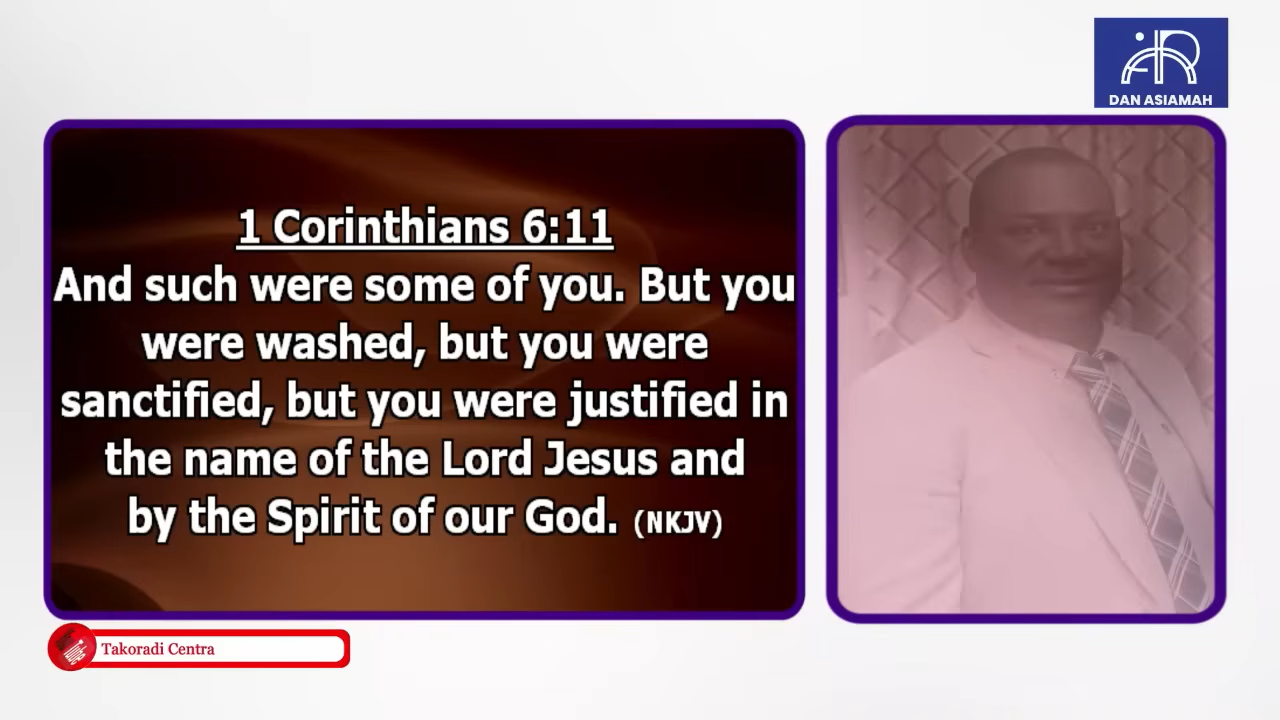 DAN ASIAMAH
1 Corinthians 6:11
And such were some of you. But you
were washed, but you were
sanctified, but you were justified in
the name of the Lord Jesus and
by the Spirit of our God. (NKJV)
Takoradi Centra